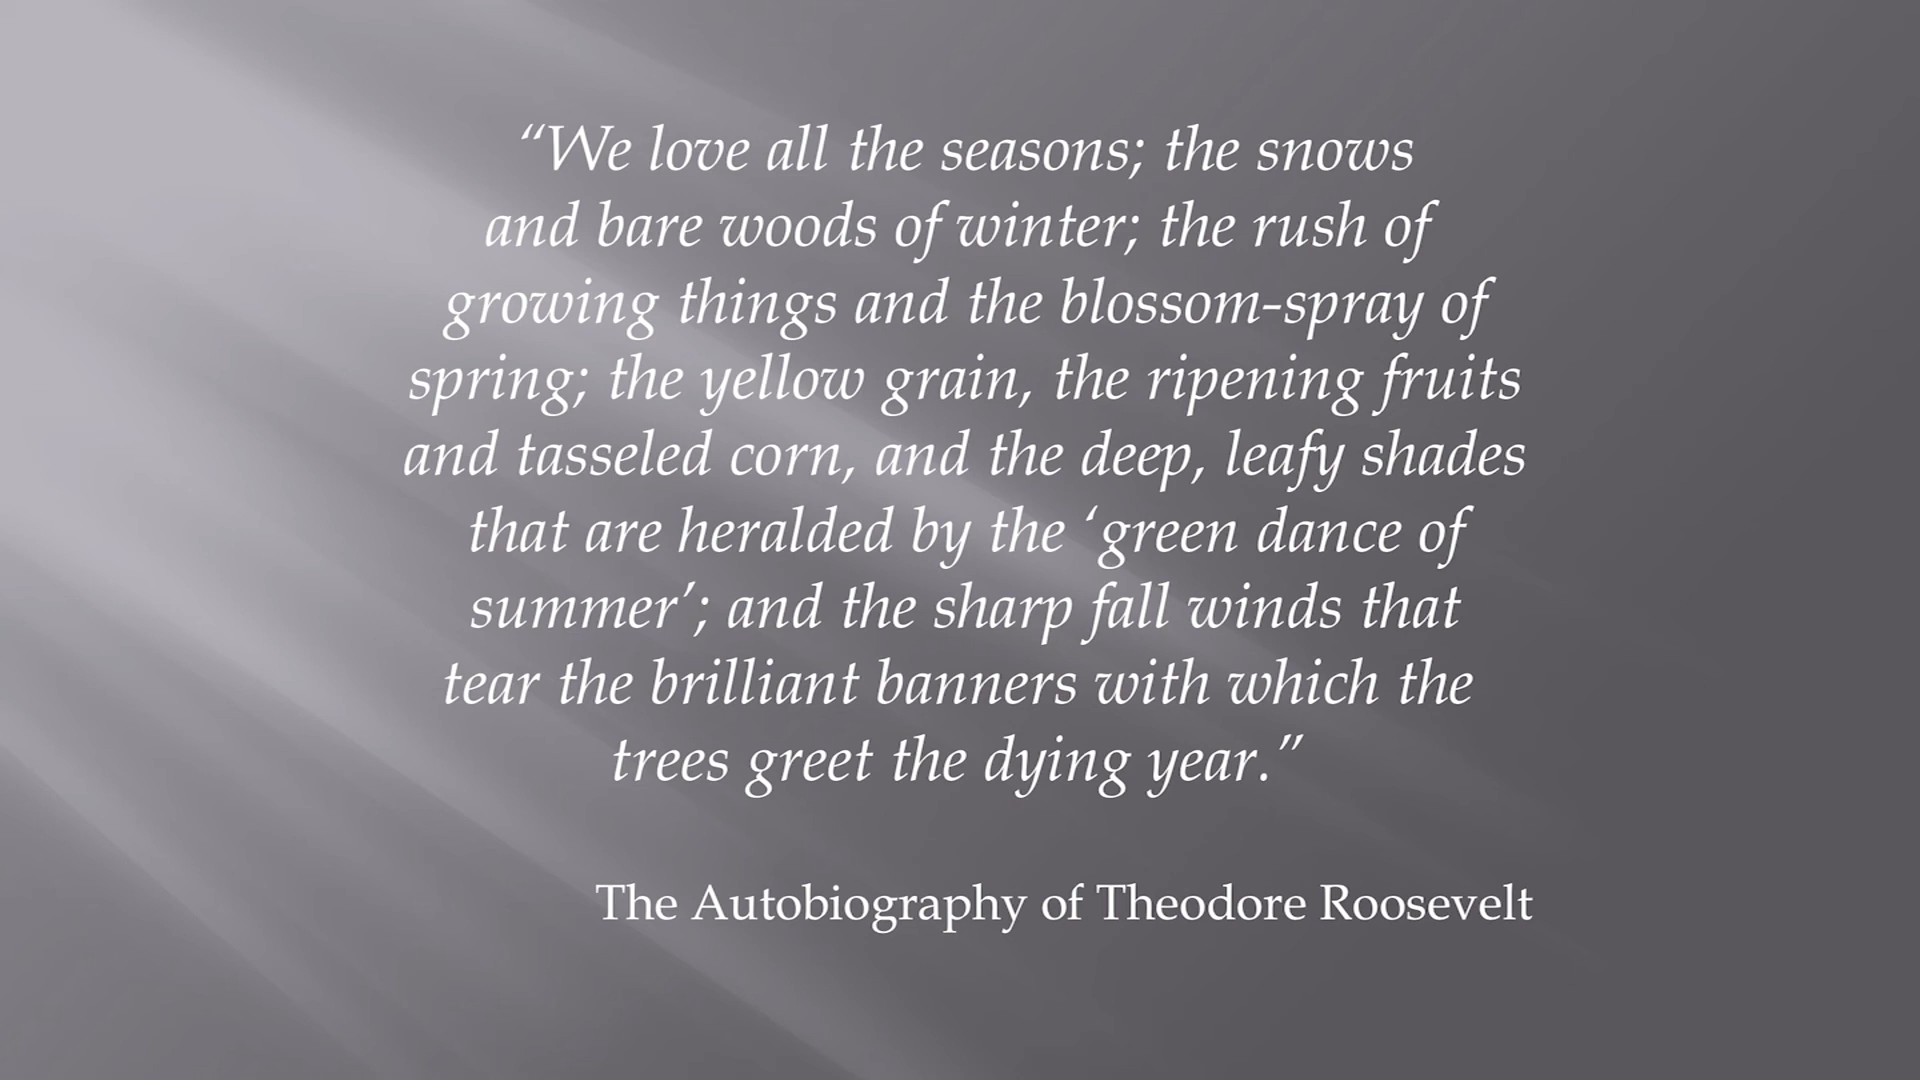 “We love all the seasons; the snows
and bare woods of winter; the rush of
growing things and the blossom-spray of
spring; the yellow grain, the ripening fruits
and tasseled corn, and the deep, leafy shades
that are heralded by the ‘green dance of
summer’; and the sharp fall winds that
tear the brilliant banners with which the
trees greet the dying year.”
The Autobiography of Theodore Roosevelt